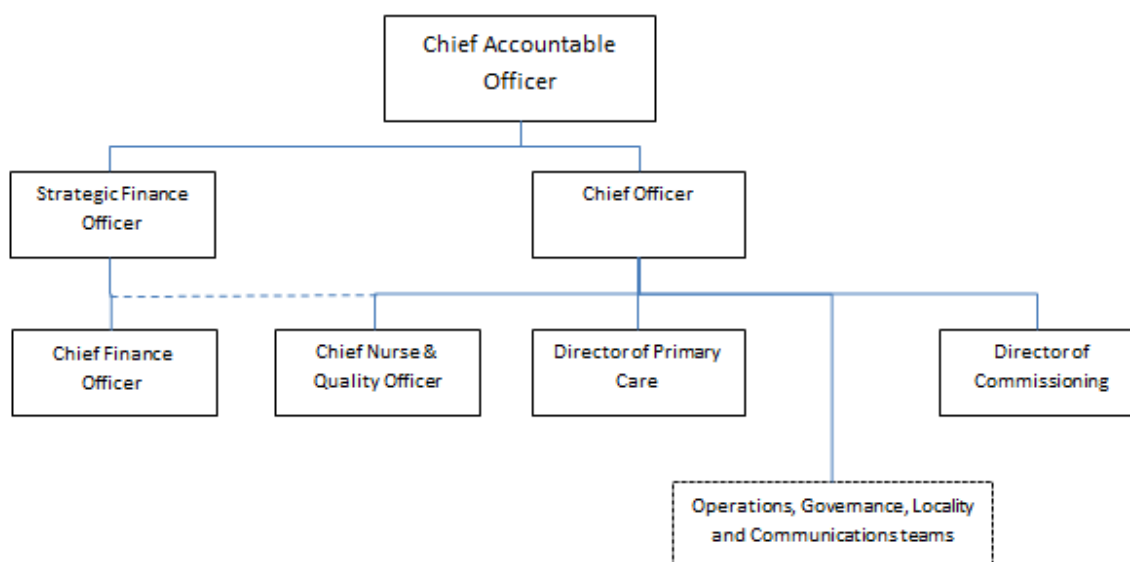 Chief Accountable
Officer
Strategic Finance
Officer
Chief Officer
Chief Finance
Officer
Chief Nurse &
Quality Officer
Director of Primary
Care
Director of
Commissioning
Operations, Governance, Locality
and Communications teams